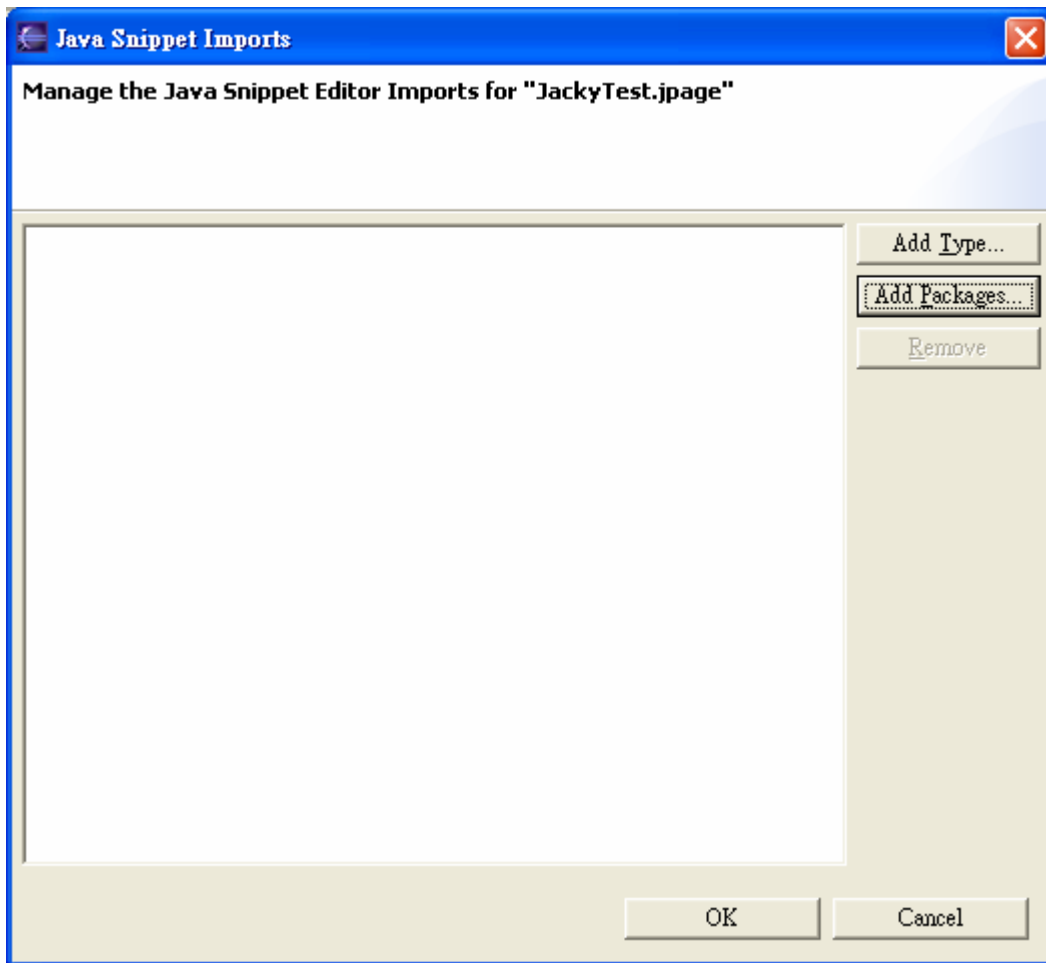 Java Snippet Imports
Manage the Java Snippet Editor Imports for "JackyTest.jpage"
Add Type...
Add Packages...
Remove
OK
Cancel